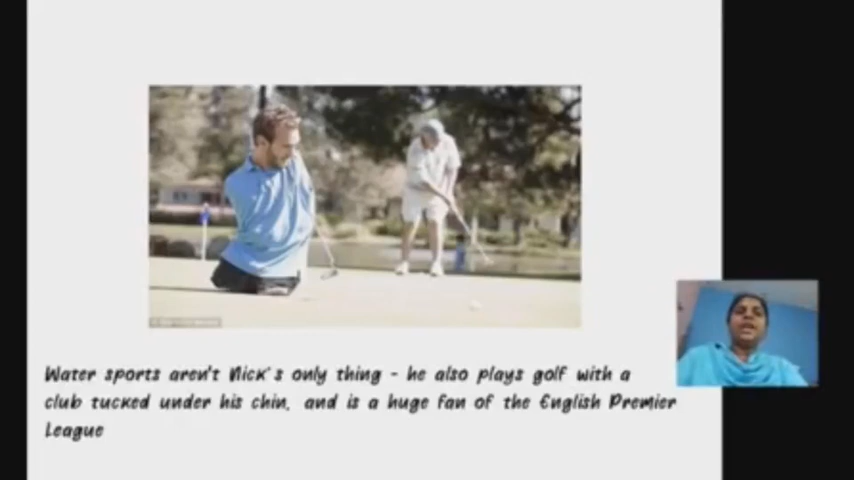 Water sports aren't Nick's only thing - he also plays golf with a
club tucked under his chin, and is a huge fan of the English Premier
League